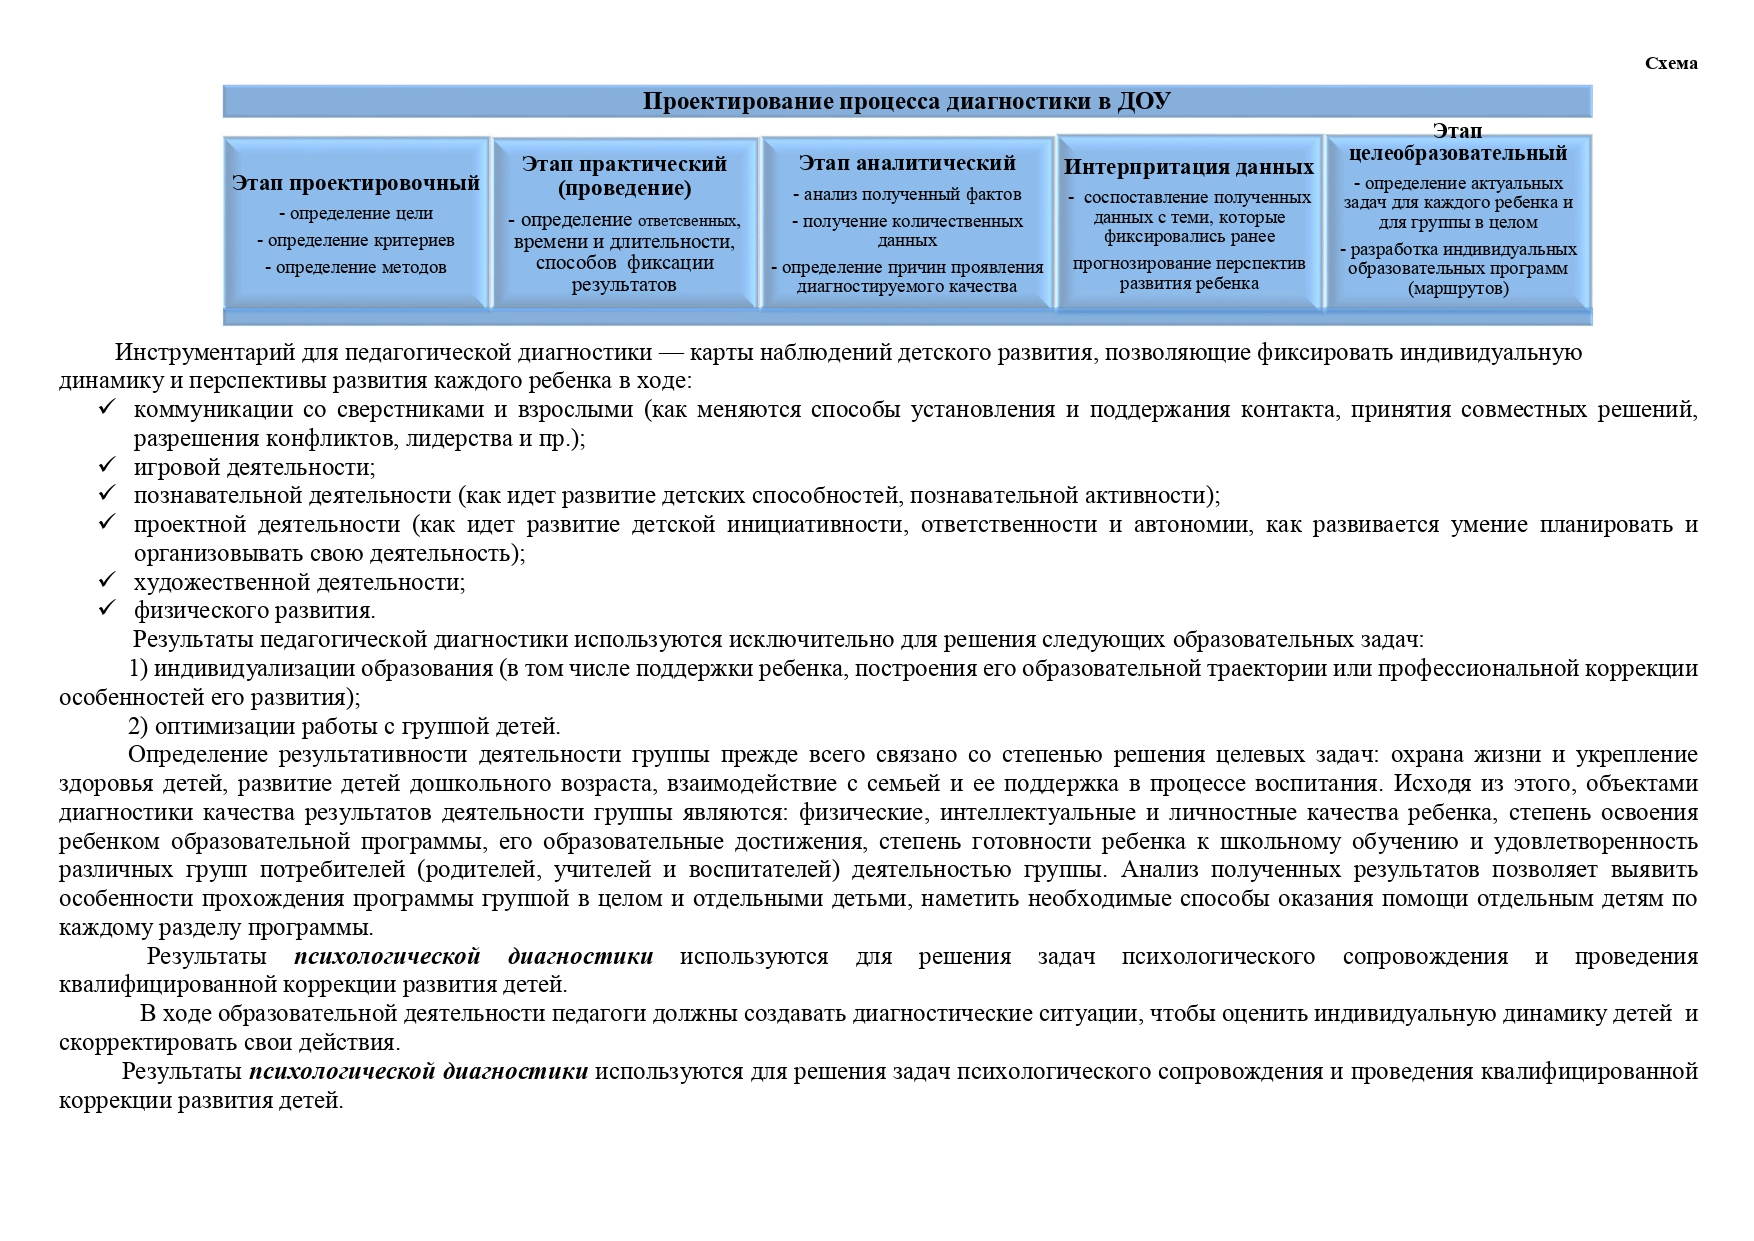 Схема
Проектирование процесса диагностики в ДОУ
Этап проектировочный
- определение цели
- определение критериев
- определение методов
Этап практический
(проведение)
- определение ответсвенных,
времени и длительности,
способов фиксации
результатов
Этап аналитический
- анализ полученный фактов
- получение количественных
данных
- определение причин проявления
диагностируемого качества
Интерпритация данных
- соспоставление полученных
данных с теми, которые
фиксировались ранее
прогнозирование перспектив
развития ребенка
Этап
целеобразовательный
- определение актуальных
задач для каждого ребенка и
для группы в целом
- разработка индивидуальных
образовательных программ
(маршрутов)
Инструментарий для педагогической диагностики — карты наблюдений детского развития, позволяющие фиксировать индивидуальную
динамику и перспективы развития каждого ребенка в ходе:
✓ коммуникации со сверстниками и взрослыми (как меняются способы установления и поддержания контакта, принятия совместных решений,
разрешения конфликтов, лидерства и пр.);
✓ игровой деятельности;
✓ познавательной деятельности (как идет развитие детских способностей, познавательной активности);
✓ проектной деятельности (как идет развитие детской инициативности, ответственности и автономии, как развивается умение планировать и
организовывать свою деятельность);
✓ художественной деятельности;
✓ физического развития.
Результаты педагогической диагностики используются исключительно для решения следующих образовательных задач:
1) индивидуализации образования (в том числе поддержки ребенка, построения его образовательной траектории или профессиональной коррекции
особенностей его развития);
2) оптимизации работы с группой детей.
Определение результативности деятельности группы прежде всего связано со степенью решения целевых задач: охрана жизни и укрепление
здоровья детей, развитие детей дошкольного возраста, взаимодействие с семьей и ее поддержка в процессе воспитания. Исходя из этого, объектами
диагностики качества результатов деятельности группы являются: физические, интеллектуальные и личностные качества ребенка, степень освоения
ребенком образовательной программы, его образовательные достижения, степень готовности ребенка к школьному обучению и удовлетворенность
различных групп потребителей (родителей, учителей и воспитателей) деятельностью группы. Анализ полученных результатов позволяет выявить
особенности прохождения программы группой в целом и отдельными детьми, наметить необходимые способы оказания помощи отдельным детям по
каждому разделу программы.
Результаты психологической диагностики используются для решения задач психологического сопровождения и проведения
квалифицированной коррекции развития детей.
В ходе образовательной деятельности педагоги должны создавать диагностические ситуации, чтобы оценить индивидуальную динамику детей и
скорректировать свои действия.
Результаты психологической диагностики используются для решения задач психологического сопровождения и проведения квалифицированной
коррекции развития детей.